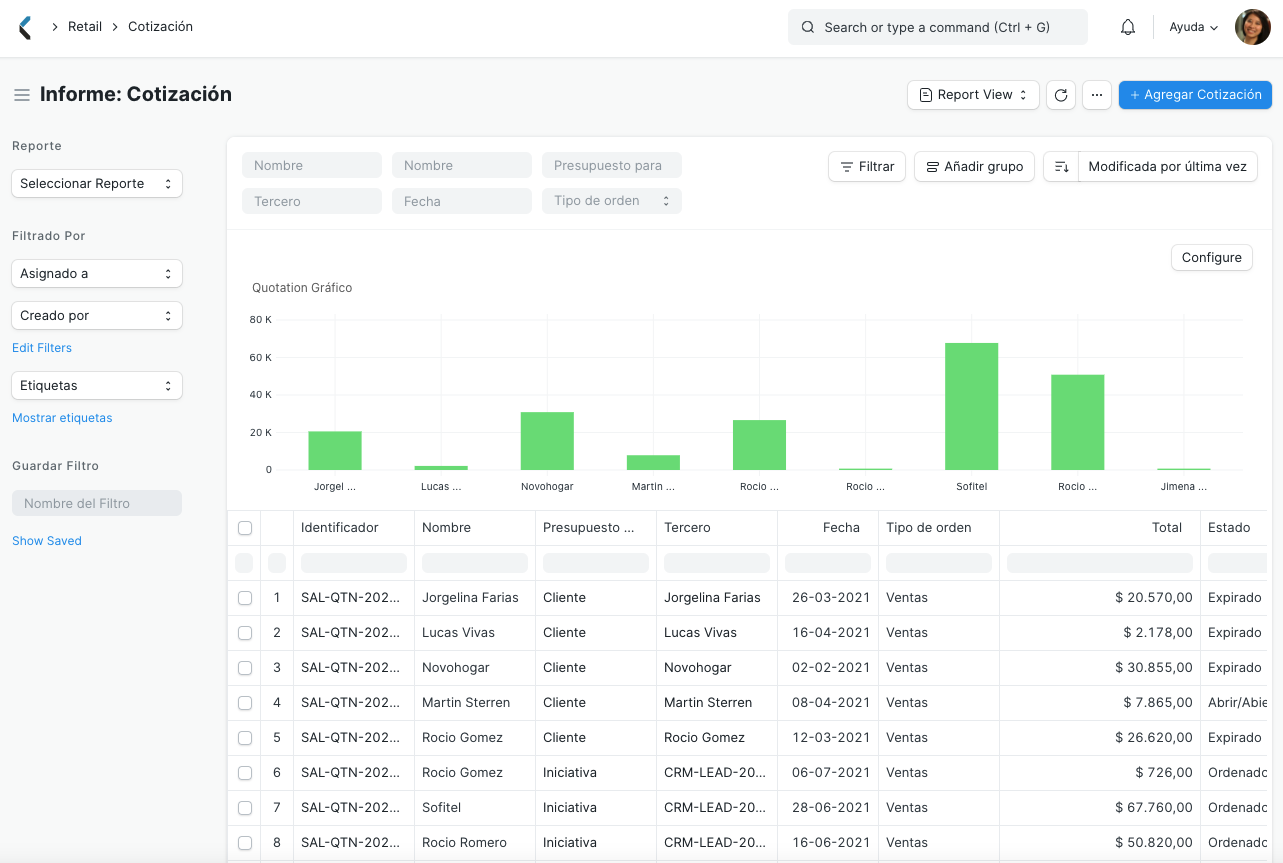 Retail
Cotización
Search or type a command (Ctrl + G)
Ayuda
Informe: Cotización
Report View
+ Agregar Cotización
Reporte
Seleccionar Reporte
Filtrado Por
Asignado a
Creado por
Edit Filters
Etiquetas
Mostrar etiquetas
Guardar Filtro
Nombre del Filtro
Show Saved
Nombre Nombre Presupuesto para
Tercero Fecha Tipo de orden
Filtrar
Añadir grupo
Modificada por última vez
Configure
Quotation Gráfico
80 K
60 K
40 K
20 K
0
Jorgel ... Lucas ... Novohogar Martin ... Rocio ... Rocio ... Sofitel Rocio ... Jimena ...
Identificador Nombre Presupuesto ... Tercero Fecha Tipo de orden Total Estado
1 SAL-QTN-202... Jorgelina Farias Cliente Jorgelina Farias 26-03-2021 Ventas $ 20.570,00 Expirado
2 SAL-QTN-202... Lucas Vivas Cliente Lucas Vivas 16-04-2021 Ventas $ 2.178,00 Expirado
3 SAL-QTN-202... Novohogar Cliente Novohogar 02-02-2021 Ventas $ 30.855,00 Expirado
4 SAL-QTN-202... Martin Sterren Cliente Martin Sterren 08-04-2021 Ventas $ 7.865,00 Abrir/Abie
5 SAL-QTN-202... Rocio Gomez Cliente Rocio Gomez 12-03-2021 Ventas $ 26.620,00 Expirado
6 SAL-QTN-202... Rocio Gomez Iniciativa CRM-LEAD-20... 06-07-2021 Ventas $ 726,00 Ordenado
7 SAL-QTN-202... Sofitel Iniciativa CRM-LEAD-20... 28-06-2021 Ventas $ 67.760,00 Ordenado
8 SAL-QTN-202... Rocio Romero Iniciativa CRM-LEAD-20... 16-06-2021 Ventas $ 50.820,00 Ordenado